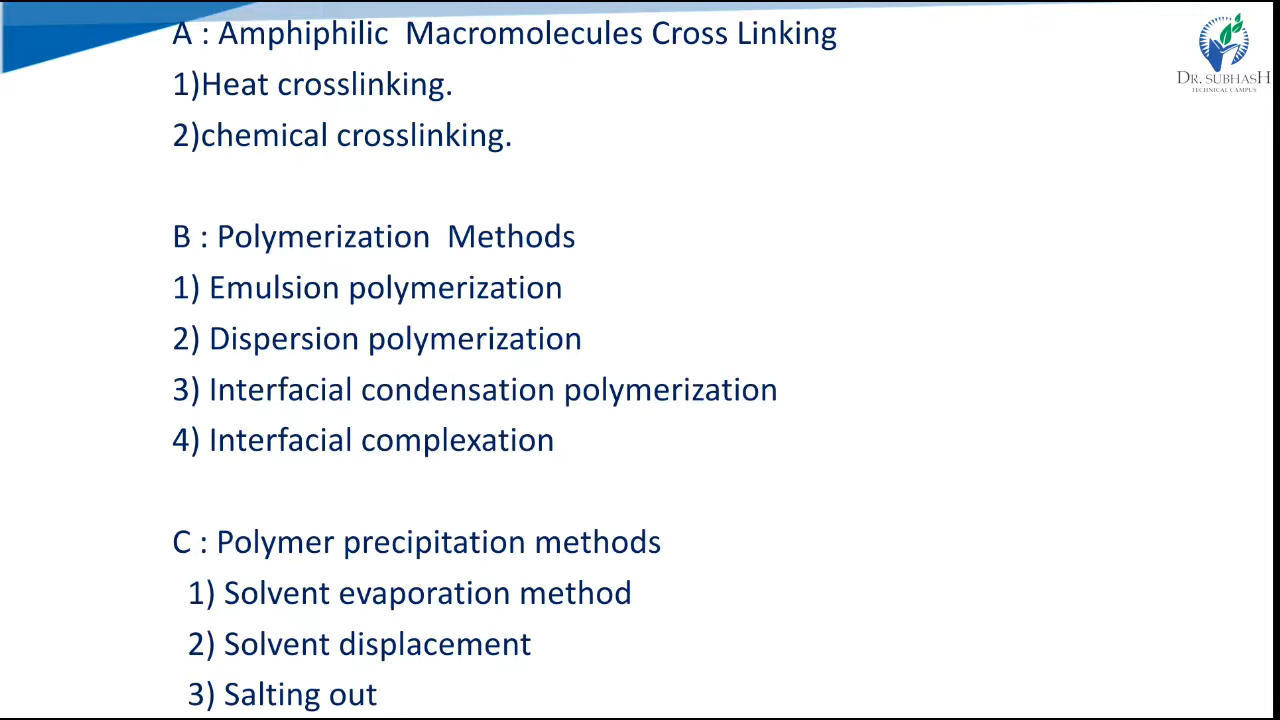 A : Amphiphilic  Macromolecules Cross Linking
1)Heat crosslinking.
2)chemical crosslinking.
B : Polymerization  Methods
1) Emulsion polymerization
2) Dispersion polymerization
3) Interfacial condensation polymerization
4) Interfacial complexation
C : Polymer precipitation methods
1) Solvent evaporation method
2) Solvent displacement
3) Salting out
DR. SUBHASH
TECHNICAL CAMPUS